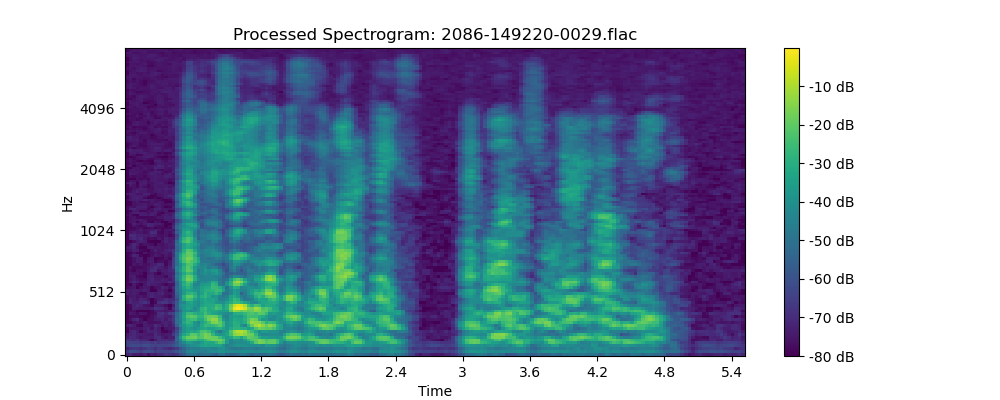 Processed Spectrogram: 2086-149220-0029.flac
Hz
4096
2048
1024
512
0
0
0.6
1.2
1.8
2.4
3
3.6
4.2
4.8
5.4
Time
-10 dB
-20 dB
-30 dB
-40 dB
-50 dB
-60 dB
-70 dB
-80 dB